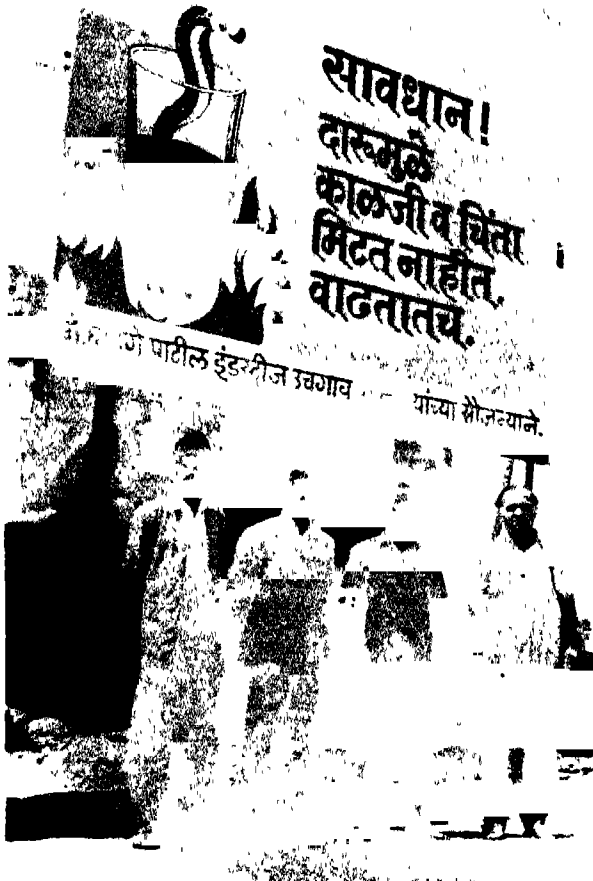 सावधान!
दारूमुळे
काळजी व चिंता
मिटत नाहीत.
वाढतातच.
पाटील इंडस्ट्रीज उचगाव यांच्या सौजन्याने.